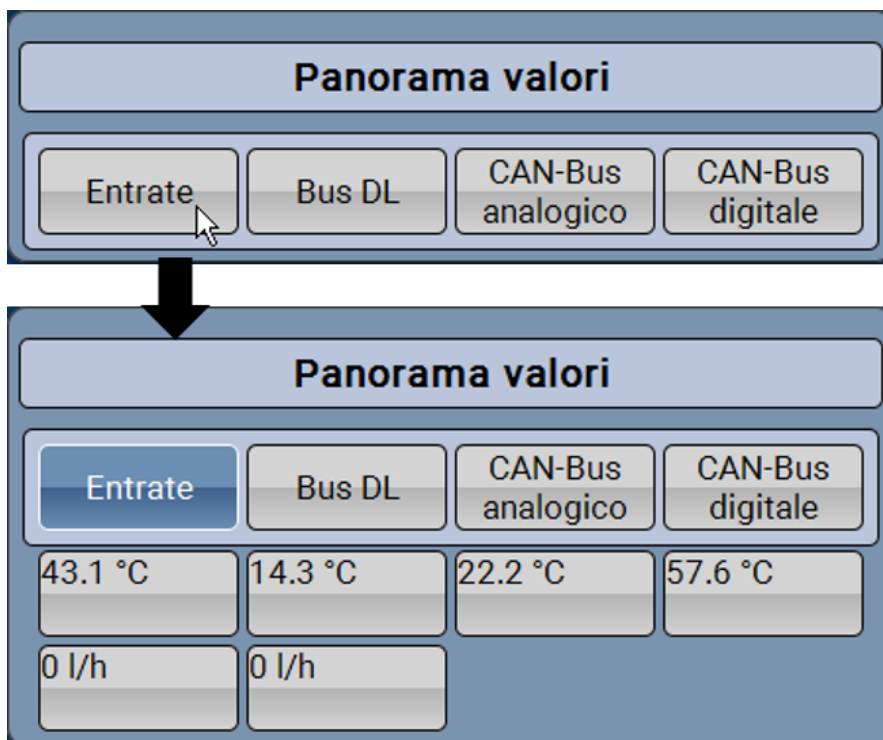 Panorama valori
Entrate
Bus DL
CAN-Bus
analogico
CAN-Bus
digitale
Panorama valori
Entrate
Bus DL
CAN-Bus
analogico
CAN-Bus
digitale
43.1 °C
14.3 °C
22.2 °C
57.6 °C
0 l/h
0 l/h